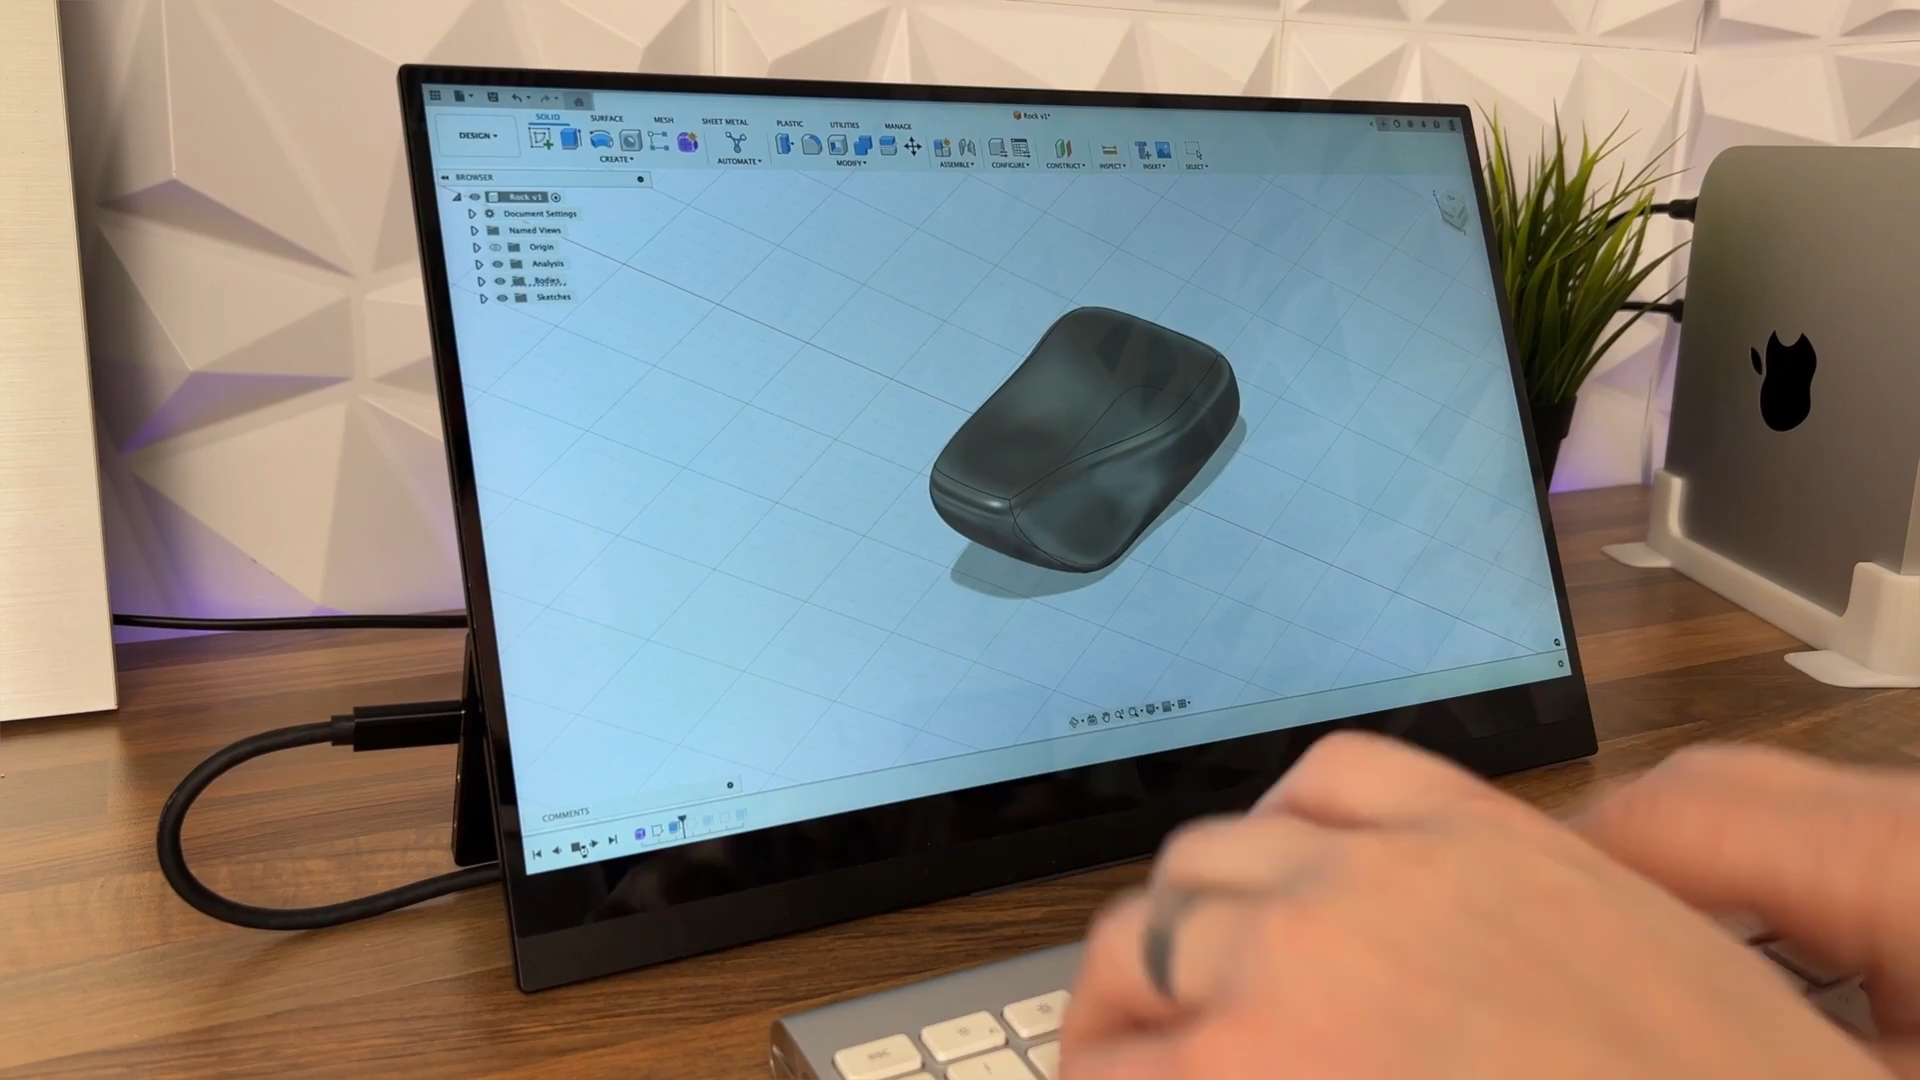 Rock v1*
SOLID SURFACE MESH SHEET METAL PLASTIC UTILITIES MANAGE
DESIGN
CREATE AUTOMATE MODIFY ASSEMBLE CONFIGURE CONSTRUCT INSPECT INSERT SELECT
BROWSER
Rock v1
Document Settings
Named Views
Origin
Analysis
Bodies
Sketches
COMMENTS
esc